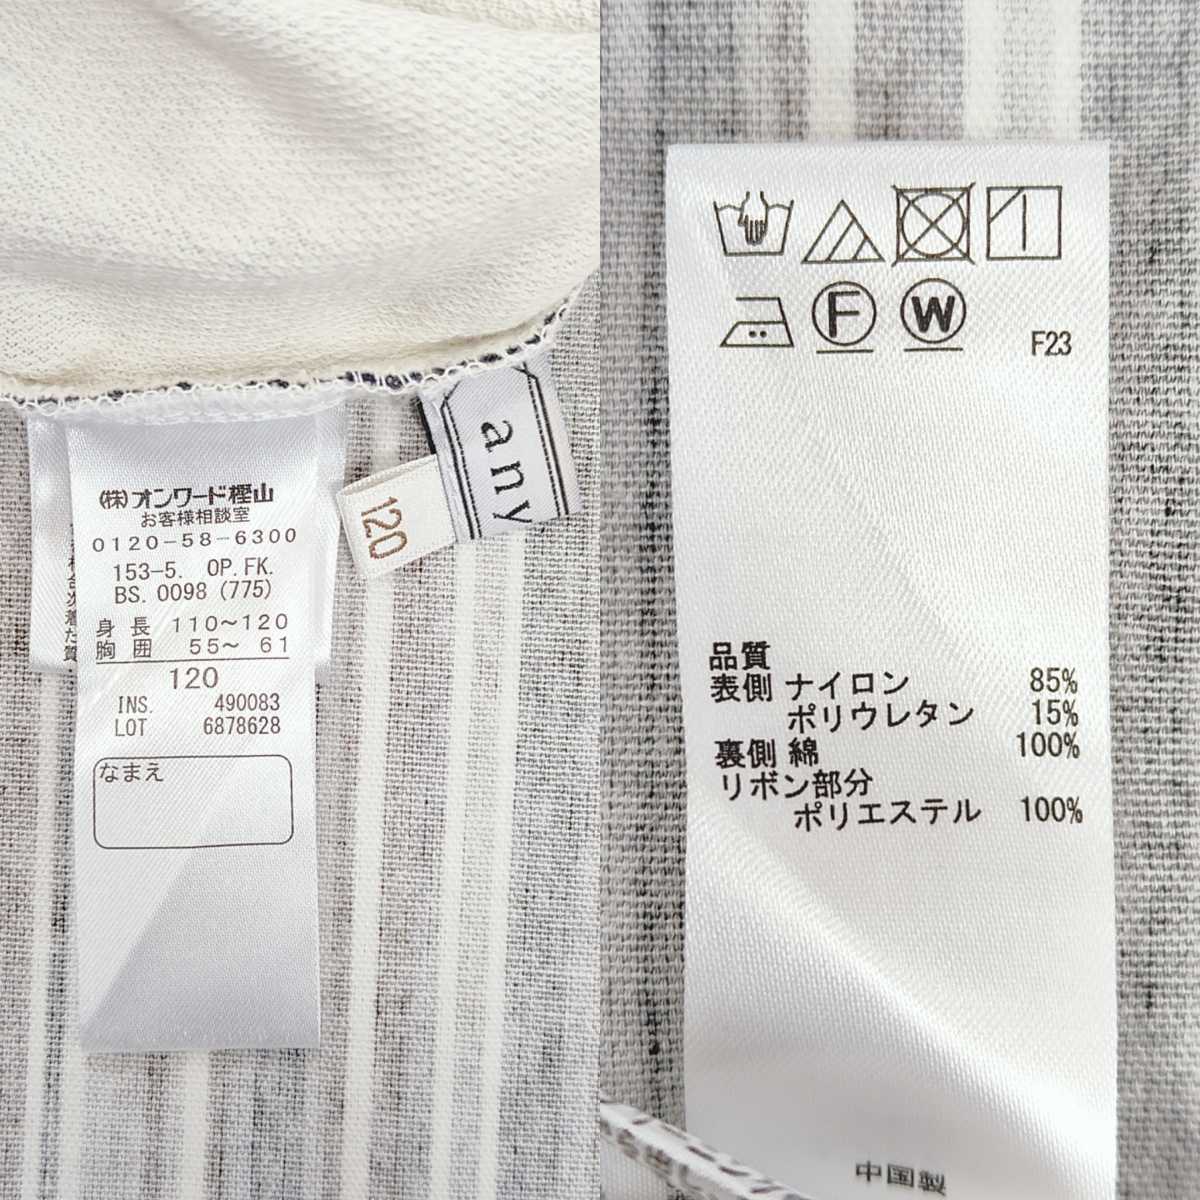 (株)オンワード樫山
お客様相談室
0120-58-6300
153-5. OP.FK.
BS. 0098 (775)
身長 110～120
胸囲 55～ 61
120
INS. 490083
LOT 6878628
なまえ
120
any
F
W
F23
品質
表側 ナイロン 85%
ポリウレタン 15%
裏側 綿 100%
リボン部分
ポリエステル 100%
中国製